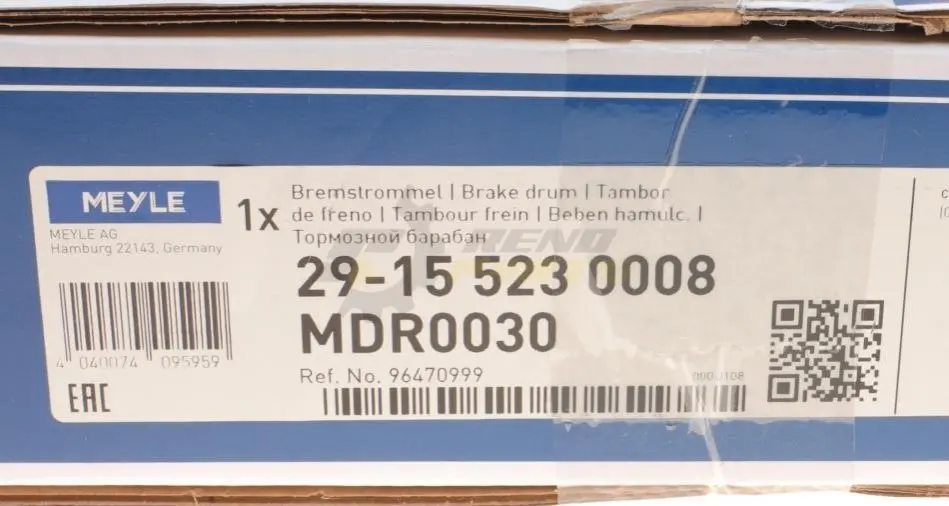 MEYLE
MEYLE AG
Hamburg 22143, Germany
1x
Bremstrommel | Brake drum | Tambor
de freno | Tambour frein | Beben hamulc. |
Тормозной барабан
RENO
29-15 523 0008
MDR0030
Ref. No. 96470999
4 040074 095959
EAC